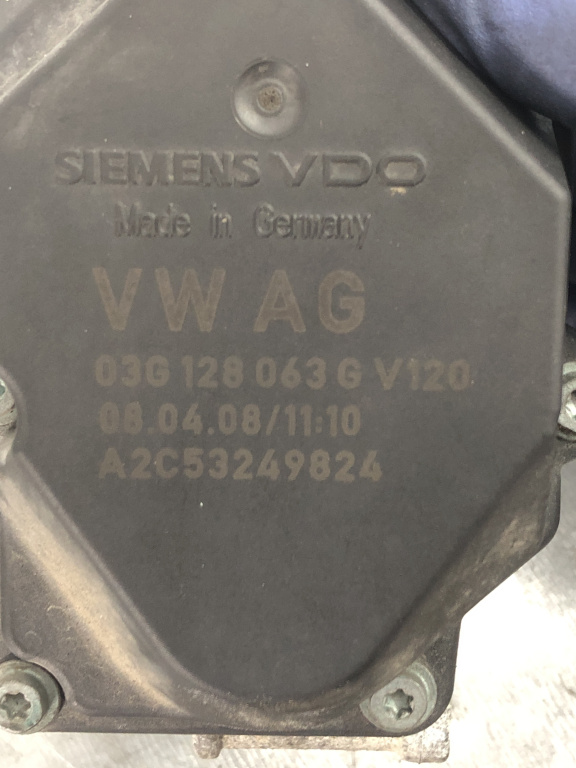 SIEMENS VDO
Made in Germany
VW AG
03G 128 063 G V120
08.04.08/11:10
A2C53249824